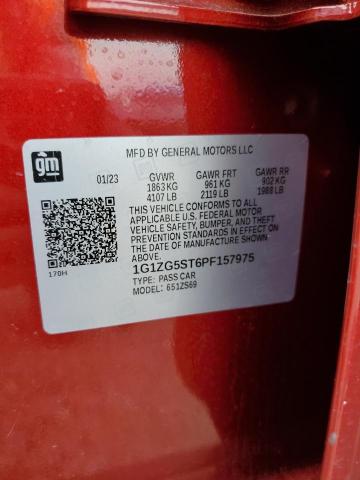 gm
MFD BY GENERAL MOTORS LLC
01/23 GVWR GAWR FRT GAWR RR
1863 KG 961 KG 902 KG
4107 LB 2119 LB 1988 LB
THIS VEHICLE CONFORMS TO ALL
APPLICABLE U.S. FEDERAL MOTOR
VEHICLE SAFETY, BUMPER, AND THEFT
PREVENTION STANDARDS IN EFFECT ON
THE DATE OF MANUFACTURE SHOWN
ABOVE.
170H
1G1ZG5ST6PF157975
TYPE: PASS CAR
MODEL: 651ZS69